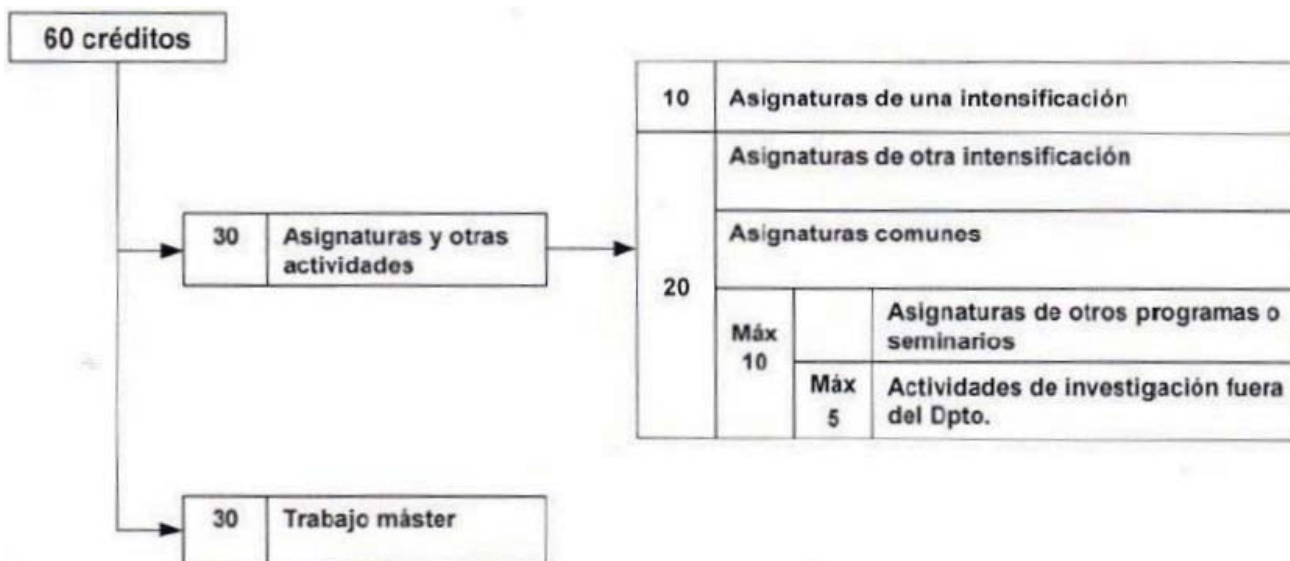 60 créditos
10 Asignaturas de una intensificación
Asignaturas de otra intensificación
30 Asignaturas y otras
actividades
Asignaturas comunes
20
Máx
10
Asignaturas de otros programas o
seminarios
Máx
5
Actividades de investigación fuera
del Dpto.
30 Trabajo máster